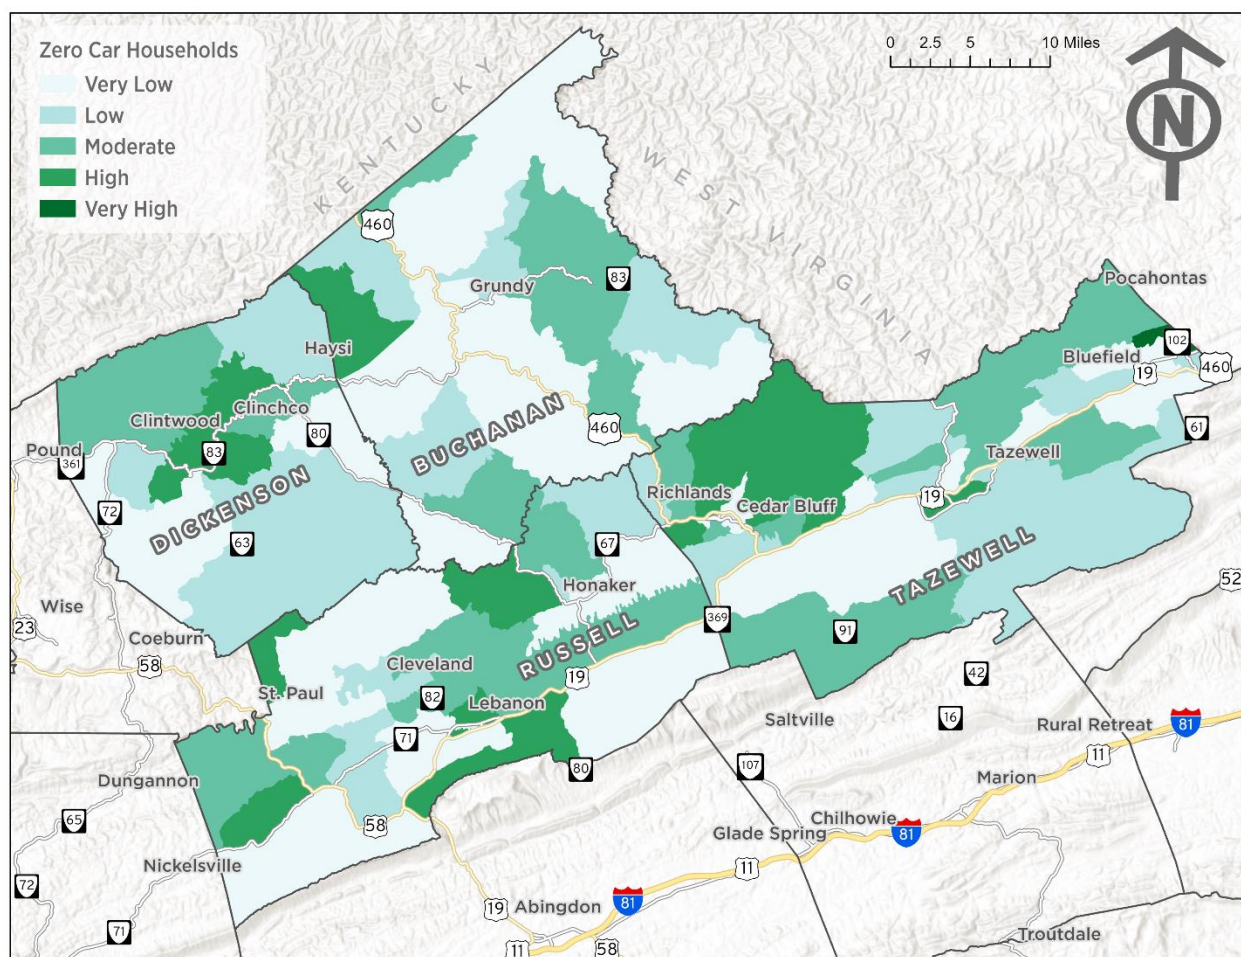 Zero Car Households
Very Low
Low
Moderate
High
Very High
0 2.5 5 10 Miles
N
KENTUCKY
WEST VIRGINIA
460
Grundy
83
Pocahontas
102
Bluefield
19
460
Haysi
Clintwood
Clinchco
80
83
Pound
361
72
DICKENSON
63
BUCHANAN
460
61
Tazewell
19
Richlands
Cedar Bluff
67
TAZEWELL
Honaker
52
Wise
23
Coeburn
58
RUSSELL
369
91
Cleveland
82
19
42
St. Paul
Lebanon
71
16
Saltville
Rural Retreat
81
11
80
107
Marion
Dungannon
65
58
Chilhowie
81
Glade Spring
Nickelsville
11
72
71
19
Abingdon
81
11
58
Troutdale